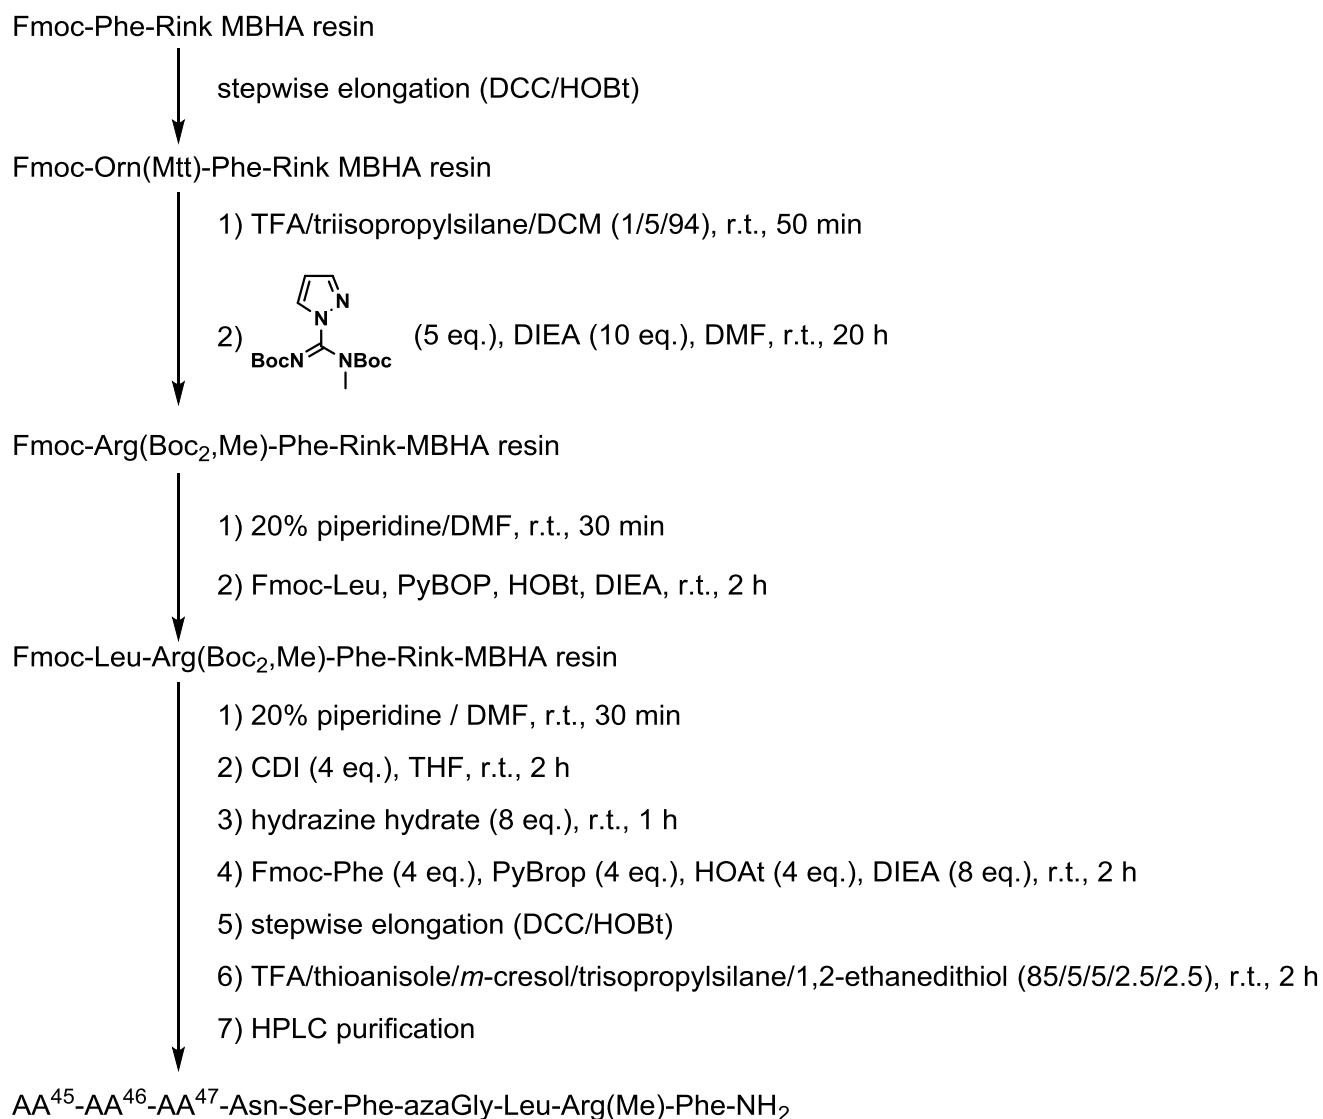 Fmoc-Phe-Rink MBHA resin
stepwise elongation (DCC/HOBt)
Fmoc-Orn(Mtt)-Phe-Rink MBHA resin
1) TFA/triisopropylsilane/DCM (1/5/94), r.t., 50 min
N
N
2) (5 eq.), DIEA (10 eq.), DMF, r.t., 20 h
BocN NBoc
Fmoc-Arg(Boc₂,Me)-Phe-Rink-MBHA resin
1) 20% piperidine/DMF, r.t., 30 min
2) Fmoc-Leu, PyBOP, HOBt, DIEA, r.t., 2 h
Fmoc-Leu-Arg(Boc₂,Me)-Phe-Rink-MBHA resin
1) 20% piperidine / DMF, r.t., 30 min
2) CDI (4 eq.), THF, r.t., 2 h
3) hydrazine hydrate (8 eq.), r.t., 1 h
4) Fmoc-Phe (4 eq.), PyBrop (4 eq.), HOAt (4 eq.), DIEA (8 eq.), r.t., 2 h
5) stepwise elongation (DCC/HOBt)
6) TFA/thioanisole/m-cresol/trisopropylsilane/1,2-ethanedithiol (85/5/5/2.5/2.5), r.t., 2 h
7) HPLC purification
AA⁴⁵-AA⁴⁶-AA⁴⁷-Asn-Ser-Phe-azaGly-Leu-Arg(Me)-Phe-NH₂